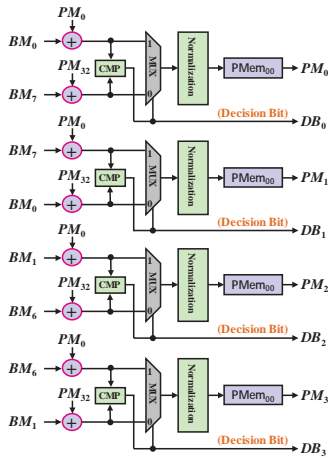 PM0
BM0 + 1
PM32 CMP MUX Normalization PMem00 PM0
BM7 + 0
(Decision Bit)
DB0
PM0
BM7 + 1
PM32 CMP MUX Normalization PMem00 PM1
BM0 + 0
(Decision Bit)
DB1
PM0
BM1 + 1
PM32 CMP MUX Normalization PMem00 PM2
BM6 + 0
(Decision Bit)
DB2
PM0
BM6 + 1
PM32 CMP MUX Normalization PMem00 PM3
BM1 + 0
(Decision Bit)
DB3